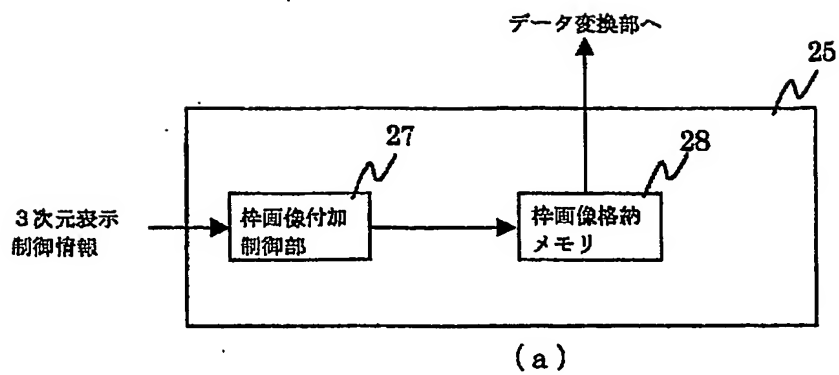 データ変換部へ
25
27
28
3次元表示
制御情報
枠画像付加
制御部
枠画像格納
メモリ
(a)